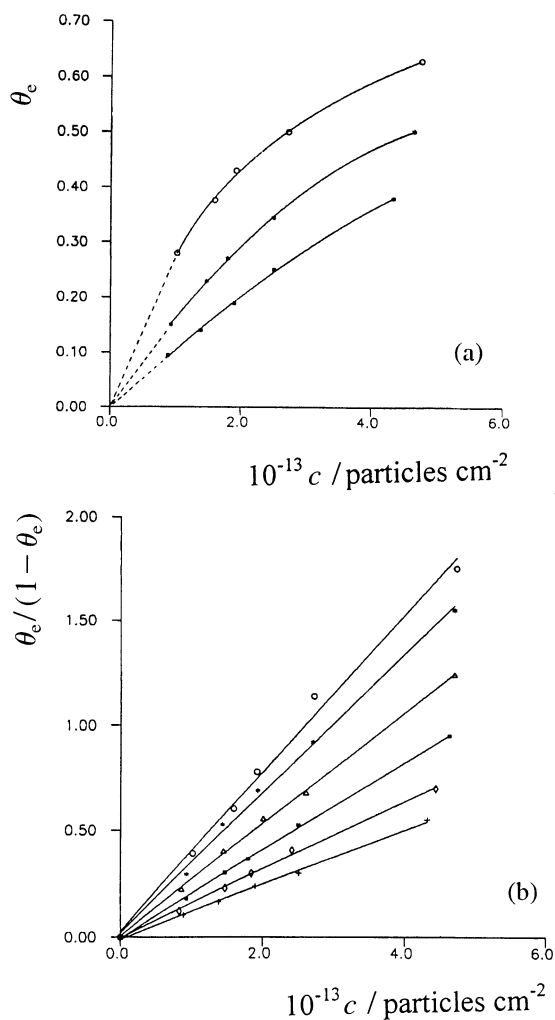 0.70
0.60
0.50
0.40
0.30
0.20
0.10
0.00
θe
(a)
0.0 2.0 4.0 6.0
10⁻¹³ c / particles cm⁻²
2.00
1.50
1.00
0.50
0.00
θe / (1 − θe)
(b)
0.0 2.0 4.0 6.0
10⁻¹³ c / particles cm⁻²